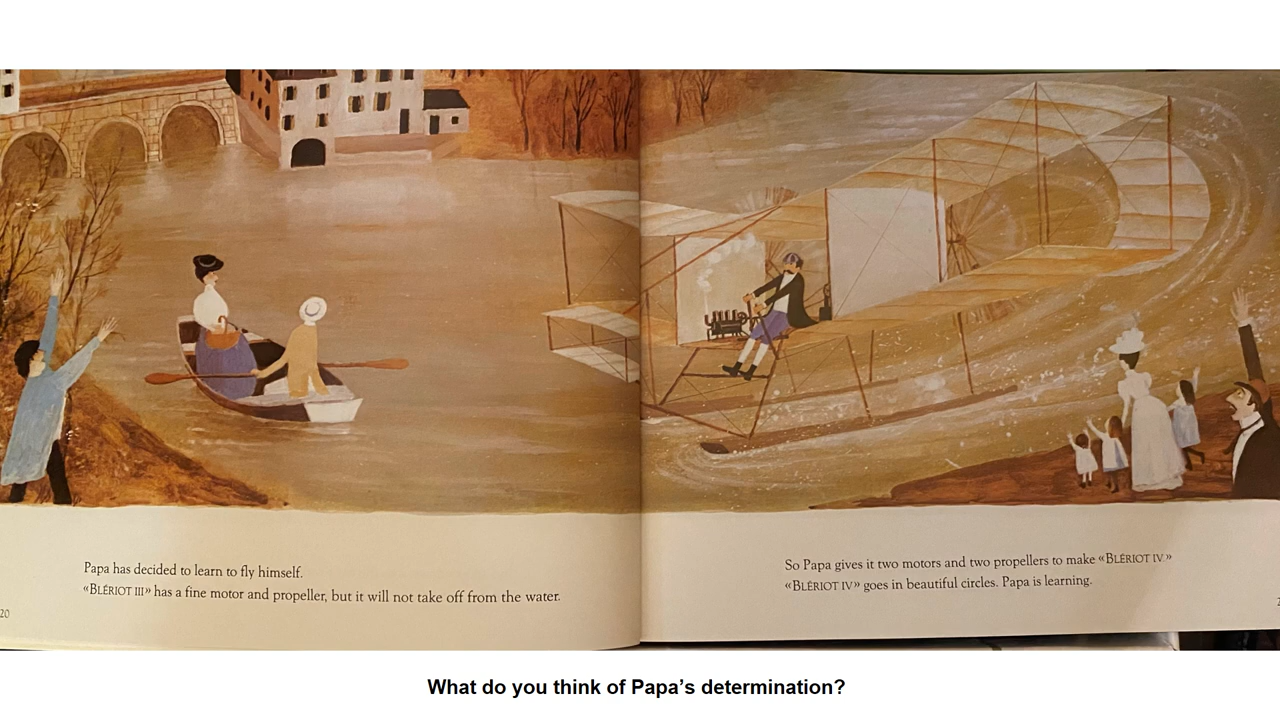 Papa has decided to learn to fly himself.
«BLÉRIOT III» has a fine motor and propeller, but it will not take off from the water.
20
So Papa gives it two motors and two propellers to make «BLÉRIOT IV.»
«BLÉRIOT IV» goes in beautiful circles. Papa is learning.
What do you think of Papa’s determination?